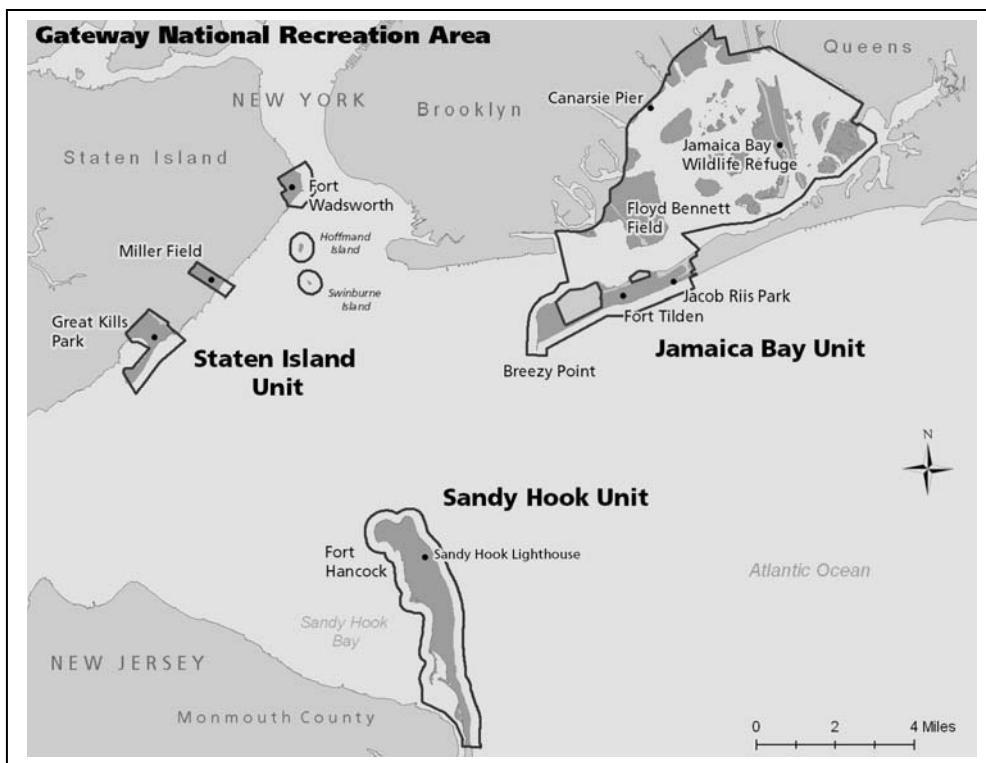 Gateway National Recreation Area
Queens
NEW YORK
Brooklyn
Canarsie Pier
Staten Island
Jamaica Bay
Wildlife Refuge
Fort
Wadsworth
Floyd Bennett
Field
Hoffmand
Island
Miller Field
Swinburne
Island
Jacob Riis Park
Great Kills
Park
Fort Tilden
Staten Island
Unit
Jamaica Bay Unit
Breezy Point
N
Sandy Hook Unit
Fort
Hancock
Sandy Hook Lighthouse
Atlantic Ocean
Sandy Hook
Bay
NEW JERSEY
Monmouth County
0 2 4 Miles